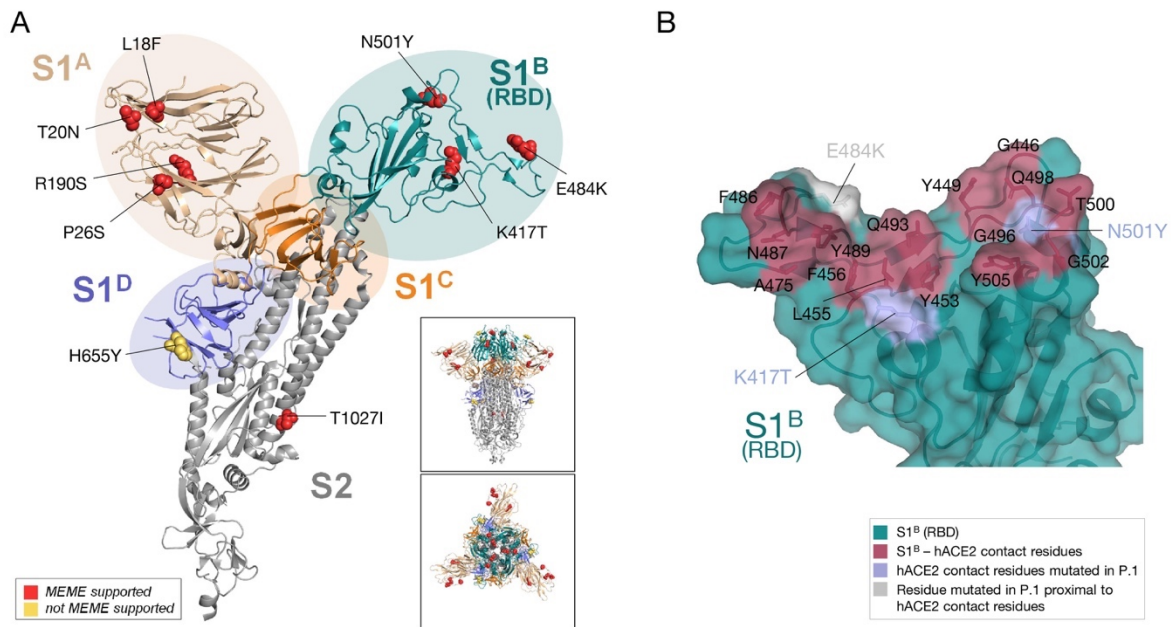 A
L18F
S1ᴬ
T20N
R190S
P26S
N501Y
S1ᴮ
(RBD)
E484K
K417T
S1ᶜ
S1ᴰ
H655Y
T1027I
S2
MEME supported
not MEME supported
B
E484K
G446
Y449
Q498
F486
T500
Q493
N501Y
G496
N487
Y489
G502
F456
A475
Y505
Y453
L455
K417T
S1ᴮ
(RBD)
S1ᴮ (RBD)
S1ᴮ – hACE2 contact residues
hACE2 contact residues mutated in P.1
Residue mutated in P.1 proximal to
hACE2 contact residues